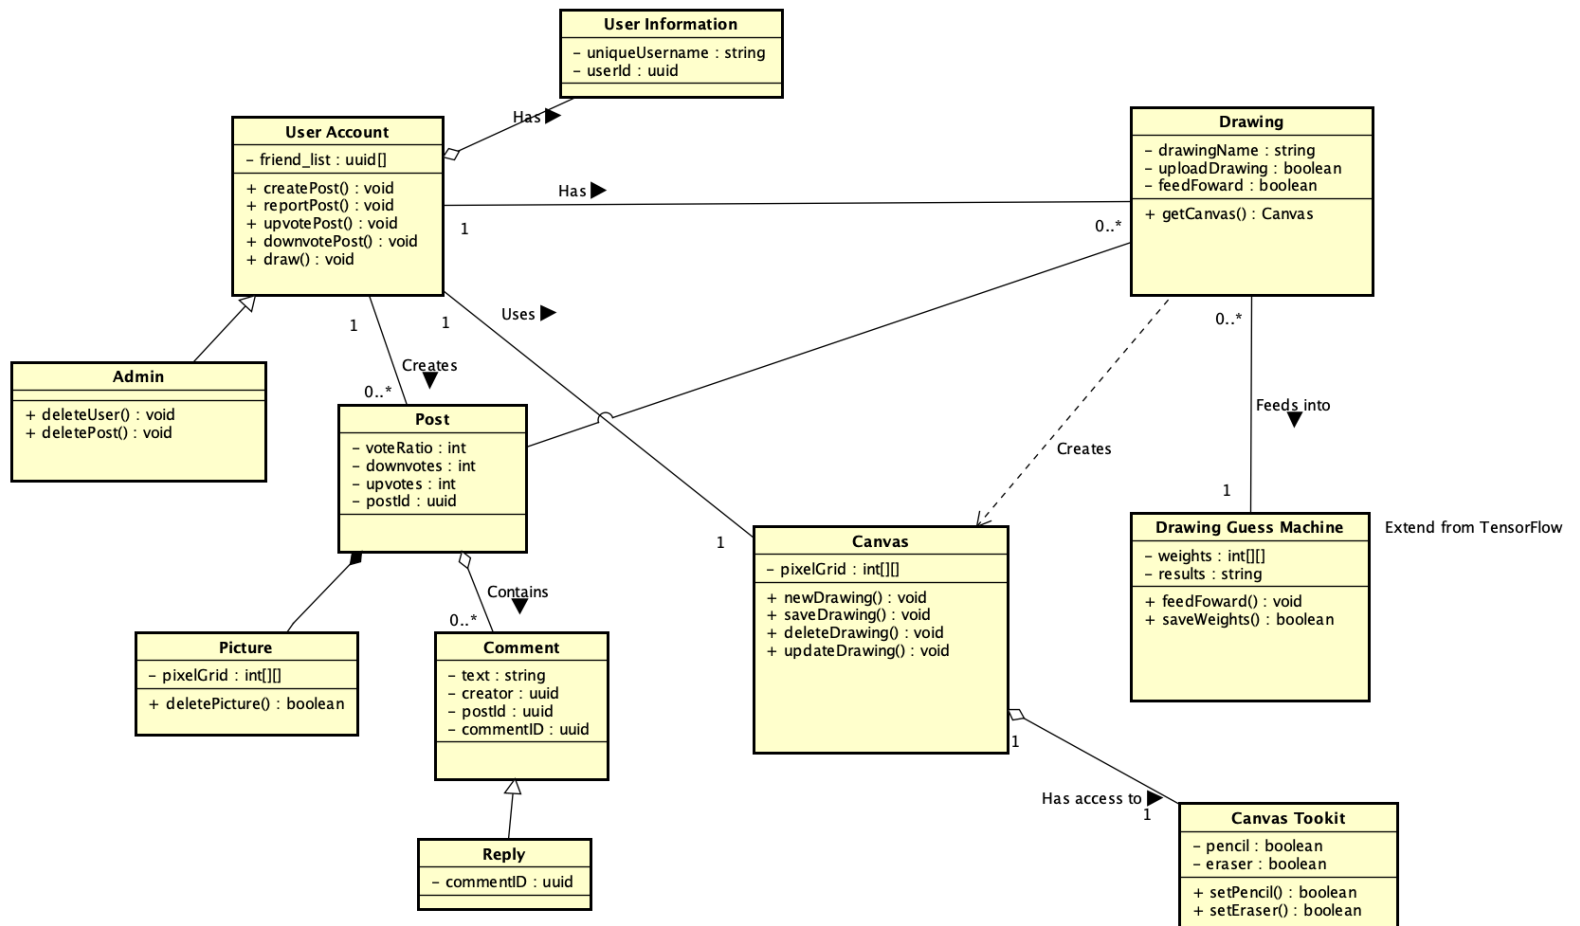 User Information
– uniqueUsername : string
– userId : uuid
Has
User Account
– friend_list : uuid[]
+ createPost() : void
+ reportPost() : void
+ upvotePost() : void
+ downvotePost() : void
+ draw() : void
Has
1
0..*
Drawing
– drawingName : string
– uploadDrawing : boolean
– feedFoward : boolean
+ getCanvas() : Canvas
1
1
Uses
0..*
Admin
+ deleteUser() : void
+ deletePost() : void
Creates
0..*
Post
– voteRatio : int
– downvotes : int
– upvotes : int
– postId : uuid
Feeds into
Creates
1
1
Canvas
– pixelGrid : int[][]
+ newDrawing() : void
+ saveDrawing() : void
+ deleteDrawing() : void
+ updateDrawing() : void
Drawing Guess Machine
– weights : int[][]
– results : string
+ feedFoward() : void
+ saveWeights() : boolean
Extend from TensorFlow
Contains
0..*
Picture
– pixelGrid : int[][]
+ deletePicture() : boolean
Comment
– text : string
– creator : uuid
– postId : uuid
– commentID : uuid
1
Has access to
1
Reply
– commentID : uuid
Canvas Tookit
– pencil : boolean
– eraser : boolean
+ setPencil() : boolean
+ setEraser() : boolean